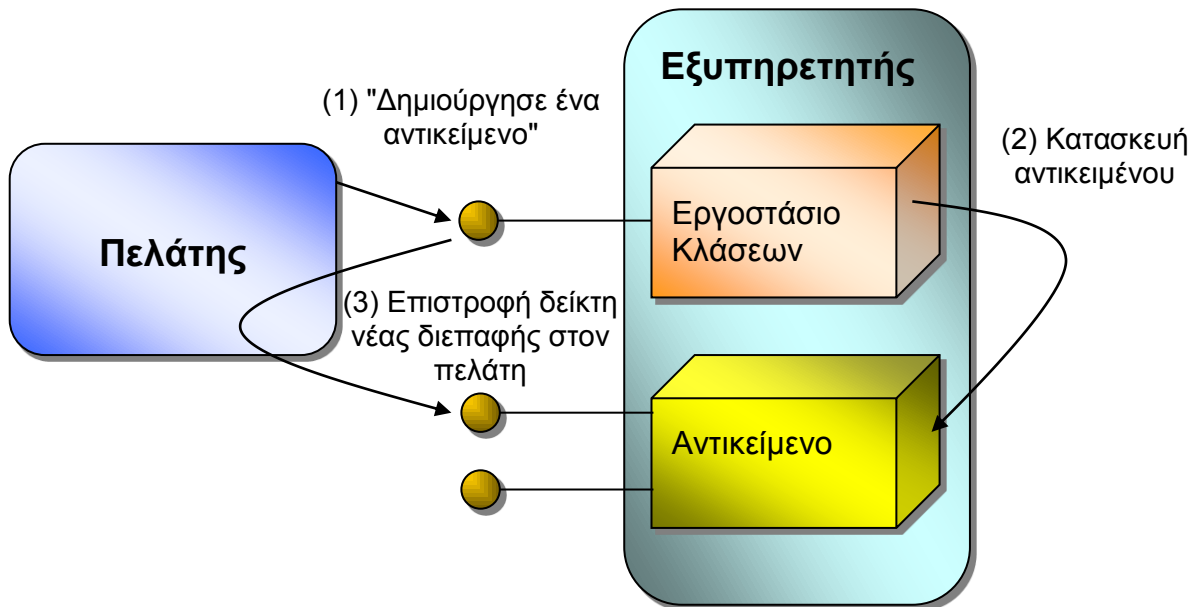 Εξυπηρετητής
(1) "Δημιούργησε ένα
αντικείμενο"
(2) Κατασκευή
αντικειμένου
Εργοστάσιο
Κλάσεων
Πελάτης
(3) Επιστροφή δείκτη
νέας διεπαφής στον
πελάτη
Αντικείμενο